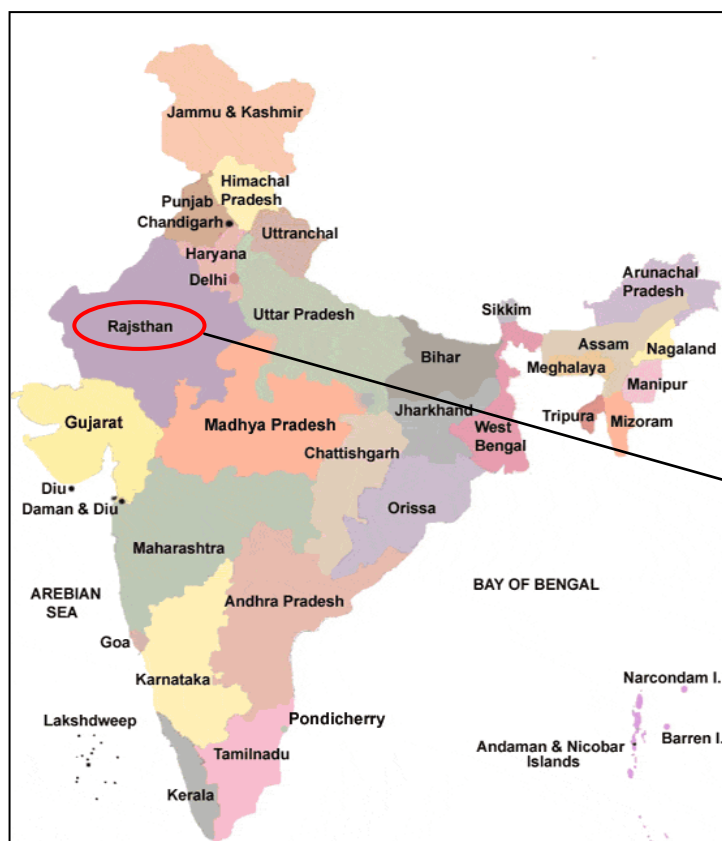 Jammu & Kashmir
Himachal
Pradesh
Punjab
Chandigarh
Uttranchal
Haryana
Delhi
Arunachal
Pradesh
Rajsthan
Uttar Pradesh
Sikkim
Assam
Nagaland
Bihar
Meghalaya
Manipur
Gujarat
Madhya Pradesh
Jharkhand
West
Bengal
Tripura
Mizoram
Chattishgarh
Diu
Daman & Diu
Orissa
Maharashtra
AREBIAN
SEA
Andhra Pradesh
BAY OF BENGAL
Goa
Karnataka
Narcondam I.
Lakshdweep
Pondicherry
Barren I.
Tamilnadu
Andaman & Nicobar
Islands
Kerala